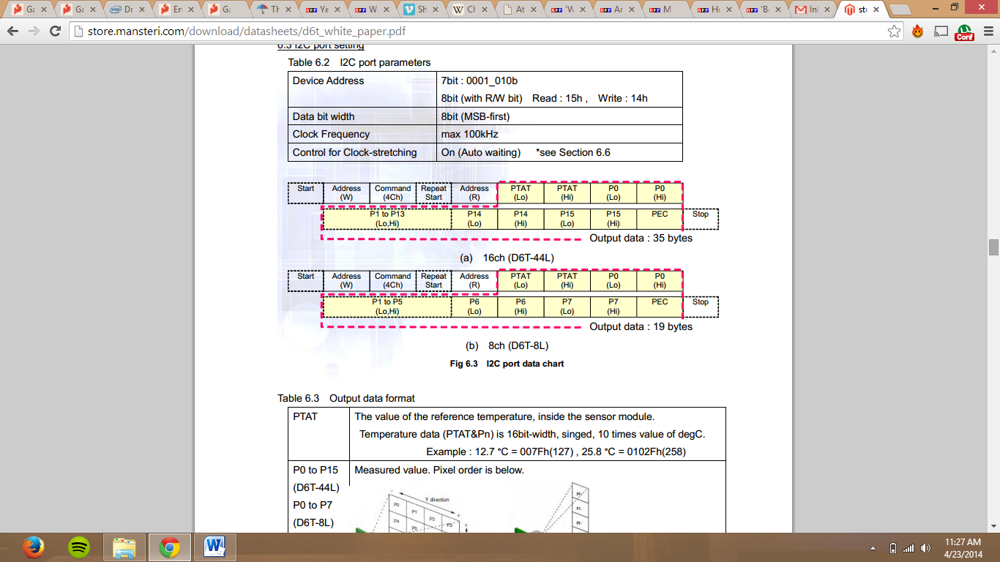 Ga
Ga
Dr
En
Ga
Th
Ye
W
Sh
Cl
At
'W
Ar
M
Ho
'Bo
Inl
sto
store.mansteri.com/download/datasheets/d6t_white_paper.pdf
Conf
6.3 I2C port setting
Table 6.2 I2C port parameters
Device Address
7bit : 0001_010b
8bit (with R/W bit) Read : 15h , Write : 14h
Data bit width
8bit (MSB-first)
Clock Frequency
max 100kHz
Control for Clock-stretching
On (Auto waiting) *see Section 6.6
Start
Address
(W)
Command
(4Ch)
Repeat
Start
Address
(R)
PTAT
(Lo)
PTAT
(Hi)
P0
(Lo)
P0
(Hi)
P1 to P13
(Lo,Hi)
P14
(Lo)
P14
(Hi)
P15
(Lo)
P15
(Hi)
PEC
Stop
Output data : 35 bytes
(a) 16ch (D6T-44L)
Start
Address
(W)
Command
(4Ch)
Repeat
Start
Address
(R)
PTAT
(Lo)
PTAT
(Hi)
P0
(Lo)
P0
(Hi)
P1 to P5
(Lo,Hi)
P6
(Lo)
P6
(Hi)
P7
(Lo)
P7
(Hi)
PEC
Stop
Output data : 19 bytes
(b) 8ch (D6T-8L)
Fig 6.3 I2C port data chart
Table 6.3 Output data format
PTAT
The value of the reference temperature, inside the sensor module.
Temperature data (PTAT&Pn) is 16bit-width, singed, 10 times value of degC.
Example : 12.7 °C = 007Fh(127) , 25.8 °C = 0102Fh(258)
P0 to P15
(D6T-44L)
P0 to P7
(D6T-8L)
Measured value. Pixel order is below.
Y direction
P0
P1
P2
P3
P4
P5
P0
P1
P2
11:27 AM
4/23/2014